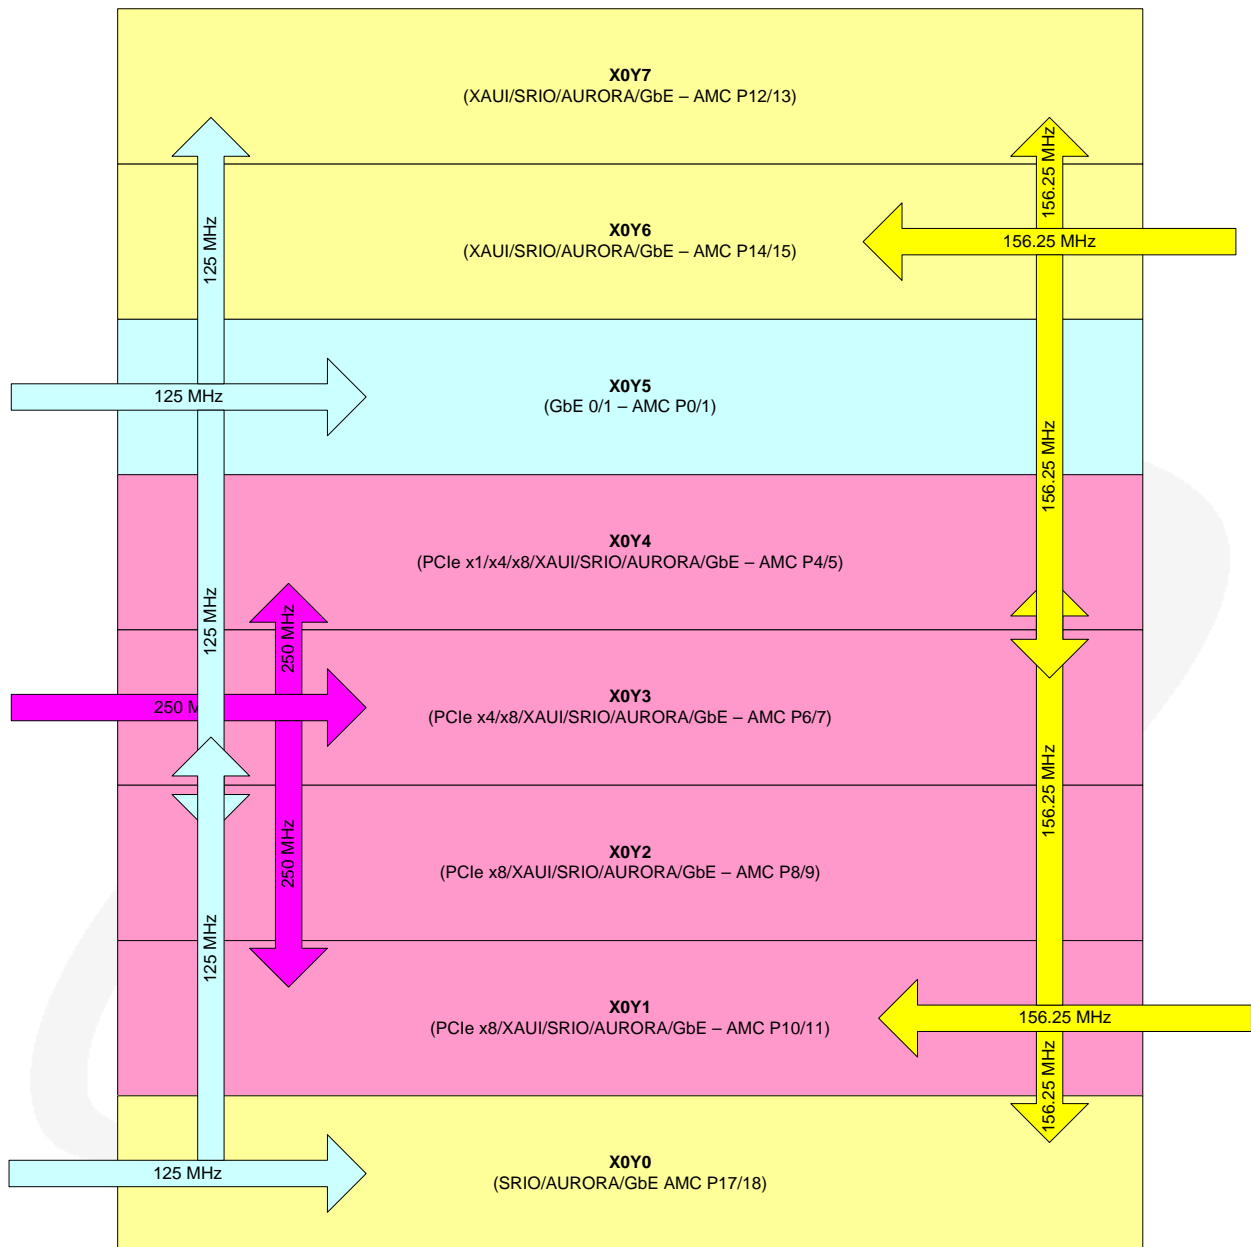 X0Y7
(XAUI/SRIO/AURORA/GbE – AMC P12/13)
156.25 MHz
125 MHz
X0Y6
(XAUI/SRIO/AURORA/GbE – AMC P14/15)
156.25 MHz
X0Y5
(GbE 0/1 – AMC P0/1)
125 MHz
156.25 MHz
X0Y4
(PCIe x1/x4/x8/XAUI/SRIO/AURORA/GbE – AMC P4/5)
125 MHz
250 MHz
X0Y3
(PCIe x4/x8/XAUI/SRIO/AURORA/GbE – AMC P6/7)
250 M
156.25 MHz
X0Y2
(PCIe x8/XAUI/SRIO/AURORA/GbE – AMC P8/9)
250 MHz
125 MHz
X0Y1
(PCIe x8/XAUI/SRIO/AURORA/GbE – AMC P10/11)
156.25 MHz
156.25 MHz
X0Y0
(SRIO/AURORA/GbE AMC P17/18)
125 MHz